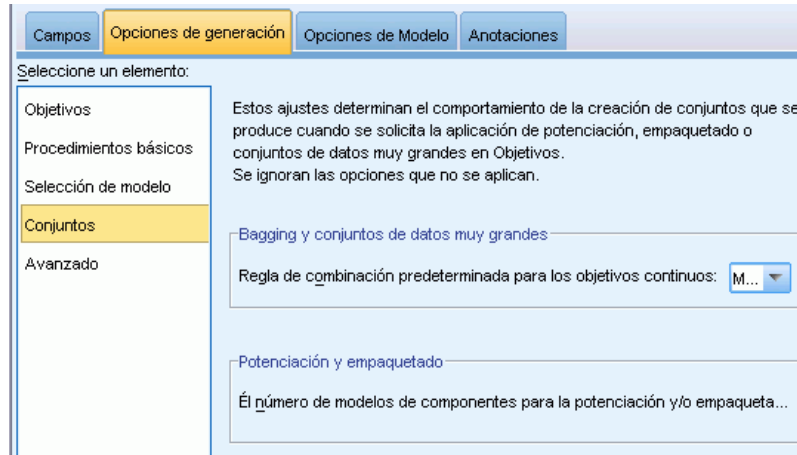 Campos Opciones de generación Opciones de Modelo Anotaciones
Seleccione un elemento:
Objetivos
Procedimientos básicos
Selección de modelo
Conjuntos
Avanzado
Estos ajustes determinan el comportamiento de la creación de conjuntos que se
produce cuando se solicita la aplicación de potenciación, empaquetado o
conjuntos de datos muy grandes en Objetivos.
Se ignoran las opciones que no se aplican.
Bagging y conjuntos de datos muy grandes
Regla de combinación predeterminada para los objetivos continuos: M...
Potenciación y empaquetado
Él número de modelos de componentes para la potenciación y/o empaqueta...